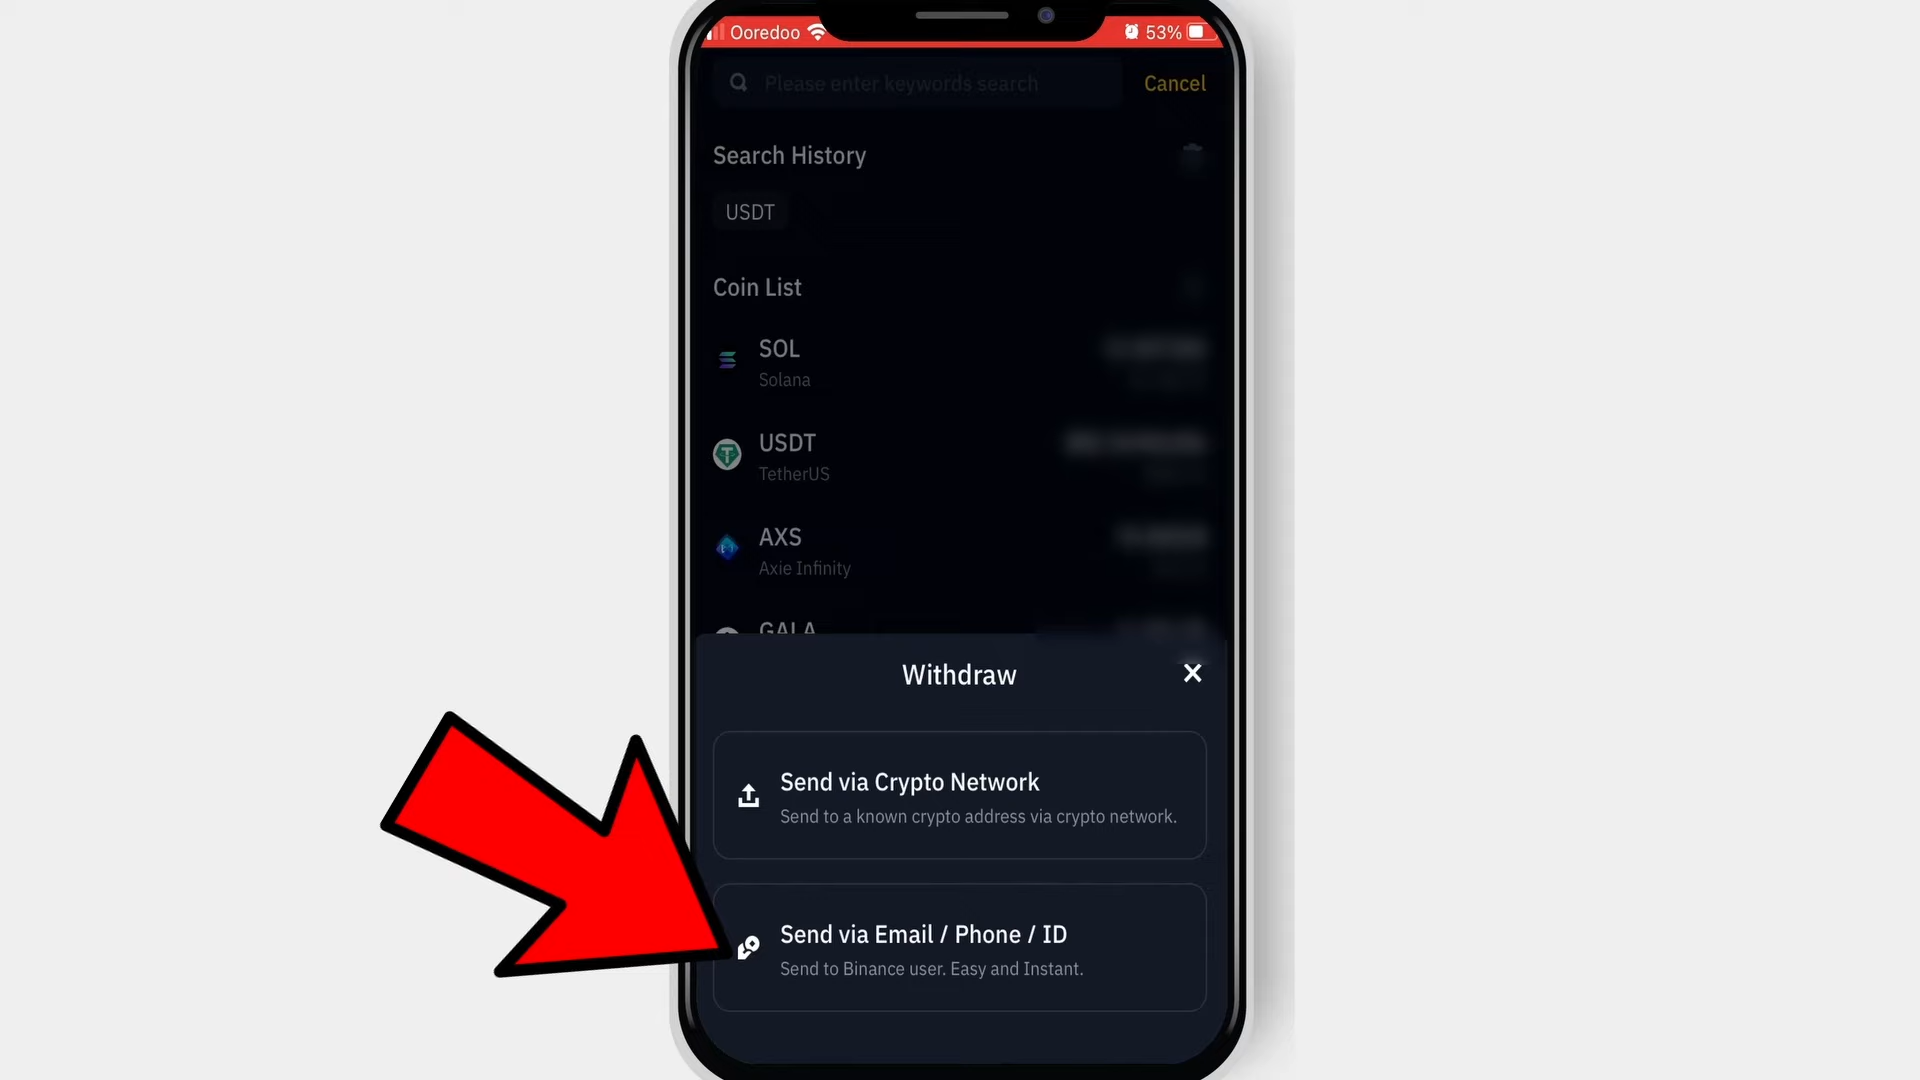 Ooredoo
53%
Please enter keywords search
Cancel
Search History
USDT
Coin List
SOL
Solana
USDT
TetherUS
AXS
Axie Infinity
GALA
Withdraw
Send via Crypto Network
Send to a known crypto address via crypto network.
Send via Email / Phone / ID
Send to Binance user. Easy and Instant.